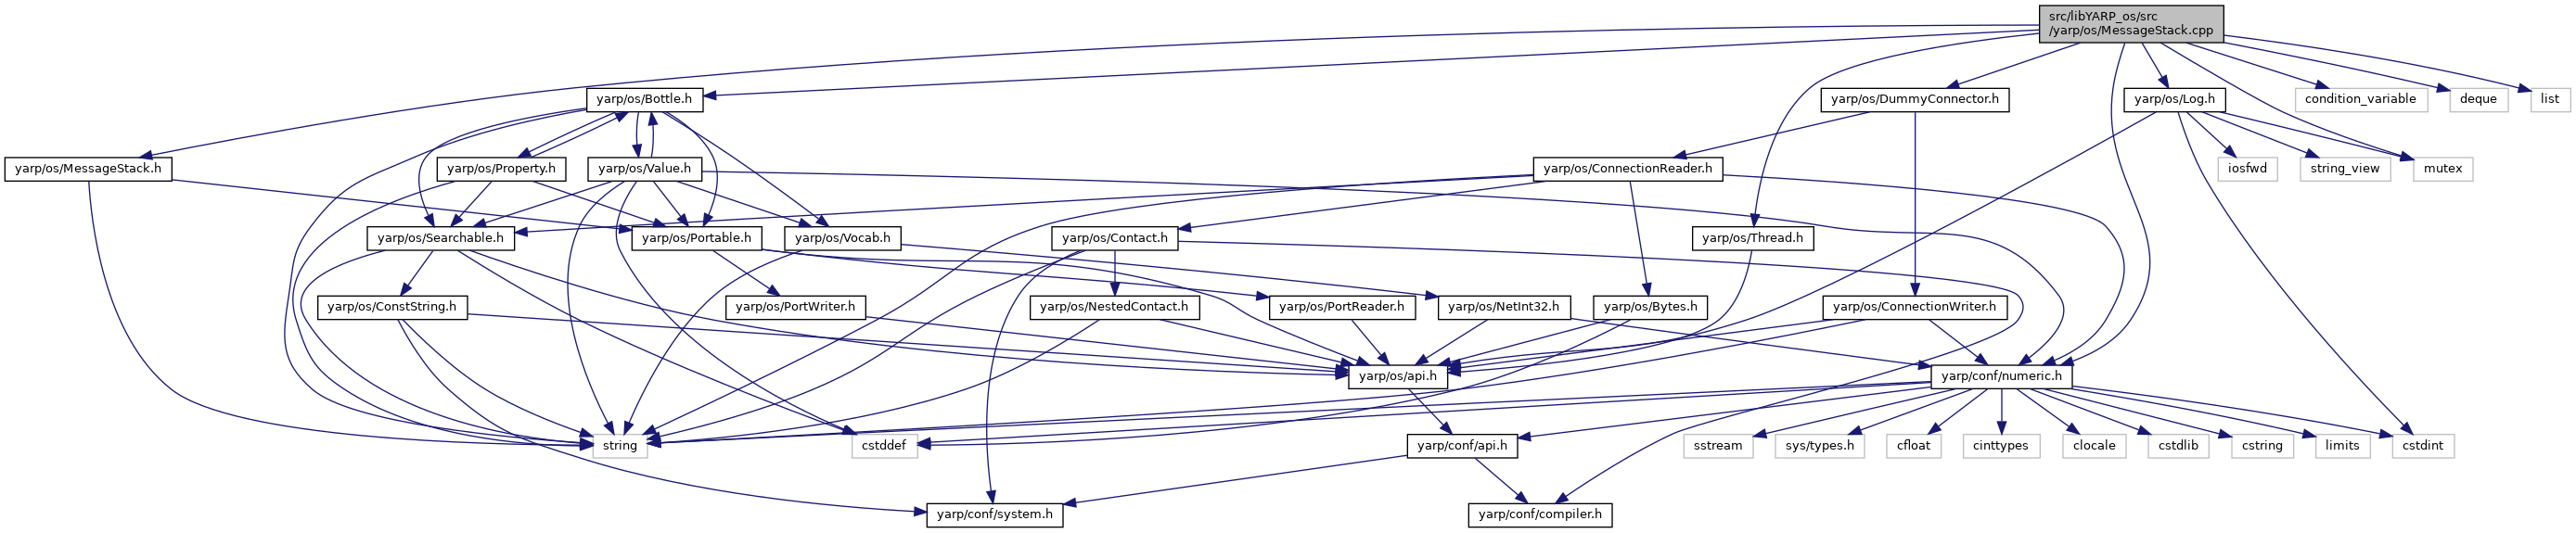 src/libYARP_os/src
/yarp/os/MessageStack.cpp
yarp/os/Bottle.h
yarp/os/DummyConnector.h
yarp/os/Log.h
condition_variable
deque
list
yarp/os/MessageStack.h
yarp/os/Property.h
yarp/os/Value.h
yarp/os/ConnectionReader.h
iosfwd
string_view
mutex
yarp/os/Searchable.h
yarp/os/Portable.h
yarp/os/Vocab.h
yarp/os/Contact.h
yarp/os/Thread.h
yarp/os/ConstString.h
yarp/os/PortWriter.h
yarp/os/NestedContact.h
yarp/os/PortReader.h
yarp/os/NetInt32.h
yarp/os/Bytes.h
yarp/os/ConnectionWriter.h
yarp/os/api.h
yarp/conf/numeric.h
string
cstddef
yarp/conf/api.h
sstream
sys/types.h
cfloat
cinttypes
clocale
cstdlib
cstring
limits
cstdint
yarp/conf/system.h
yarp/conf/compiler.h